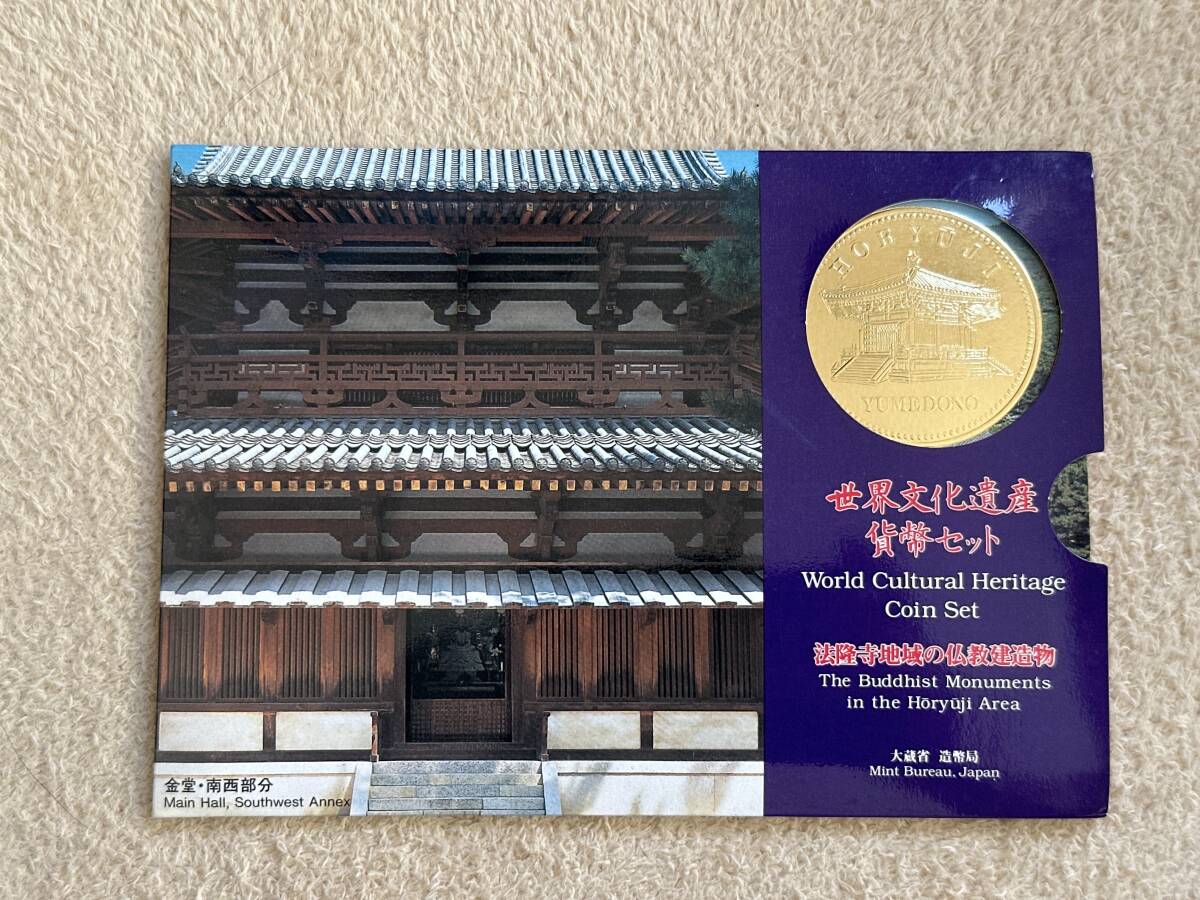 HORYŪJI
YUMEDONO
世界文化遺産
貨幣セット
World Cultural Heritage
Coin Set
法隆寺地域の仏教建造物
The Buddhist Monuments
in the Hōryūji Area
大蔵省 造幣局
Mint Bureau, Japan
金堂・南西部分
Main Hall, Southwest Annex